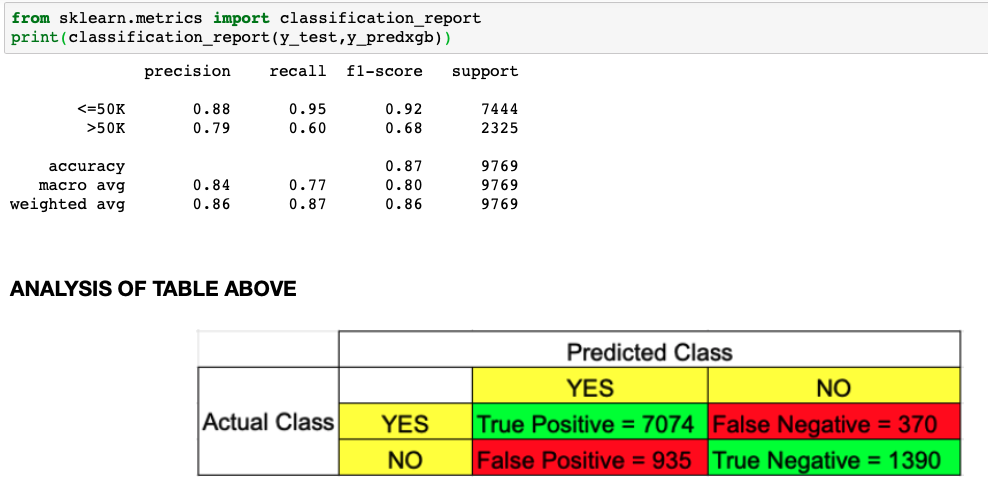 from sklearn.metrics import classification_report
print(classification_report(y_test,y_predxgb))
precision recall f1-score support
<=50K 0.88 0.95 0.92 7444
>50K 0.79 0.60 0.68 2325
accuracy 0.87 9769
macro avg 0.84 0.77 0.80 9769
weighted avg 0.86 0.87 0.86 9769
ANALYSIS OF TABLE ABOVE
Predicted Class
YES NO
Actual Class YES True Positive = 7074 False Negative = 370
NO False Positive = 935 True Negative = 1390